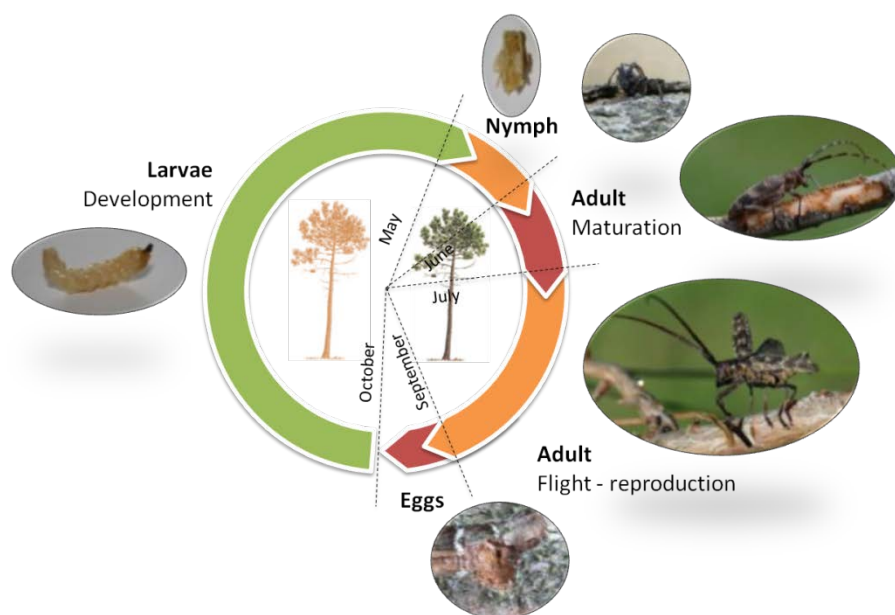 Nymph
Larvae
Development
Adult
Maturation
May
June
July
September
October
Adult
Flight - reproduction
Eggs